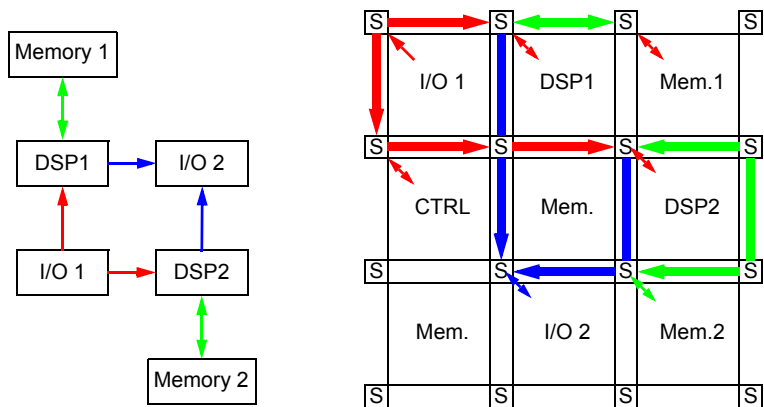 Memory 1
DSP1
I/O 2
I/O 1
DSP2
Memory 2
S S S S
I/O 1 DSP1 Mem.1
S S S S
CTRL Mem. DSP2
S S S S
Mem. I/O 2 Mem.2
S S S S